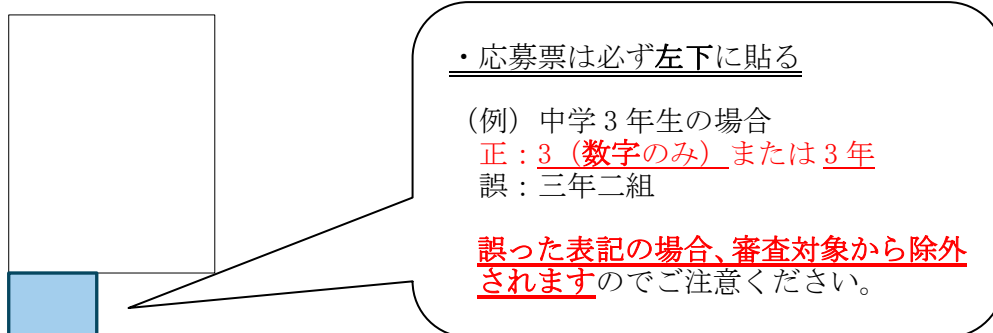 ・応募票は必ず左下に貼る
（例）中学３年生の場合
正：３（数字のみ）または３年
誤：三年二組
誤った表記の場合、審査対象から除外
されますのでご注意ください。